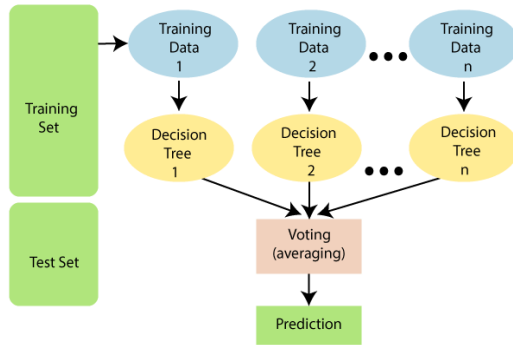 Training
Set
Training
Data
1
Training
Data
2
Training
Data
n
Decision
Tree
1
Decision
Tree
2
Decision
Tree
n
Test Set
Voting
(averaging)
Prediction